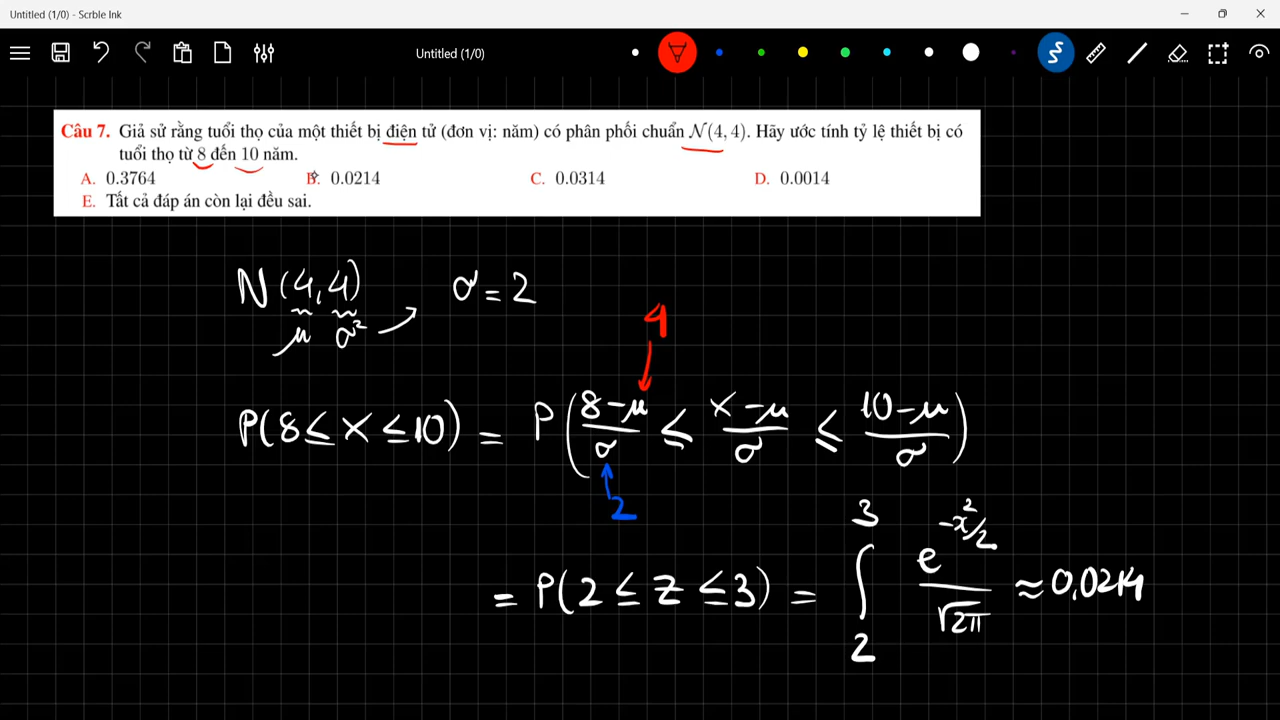 Untitled (1/0) - Scrble Ink
Untitled (1/0)
Câu 7. Giả sử rằng tuổi thọ của một thiết bị điện tử (đơn vị: năm) có phân phối chuẩn 𝒩(4, 4). Hãy ước tính tỷ lệ thiết bị có
tuổi thọ từ 8 đến 10 năm.
A. 0.3764 B. 0.0214 C. 0.0314 D. 0.0014
E. Tất cả đáp án còn lại đều sai.
N(4,4) σ = 2
μ σ²
4
P(8 ≤ X ≤ 10) = P((8-μ)/σ ≤ (X-μ)/σ ≤ (10-μ)/σ)
2
= P(2 ≤ Z ≤ 3) = ∫₂³ e^(-x²/2)/√2π ≈ 0,0214